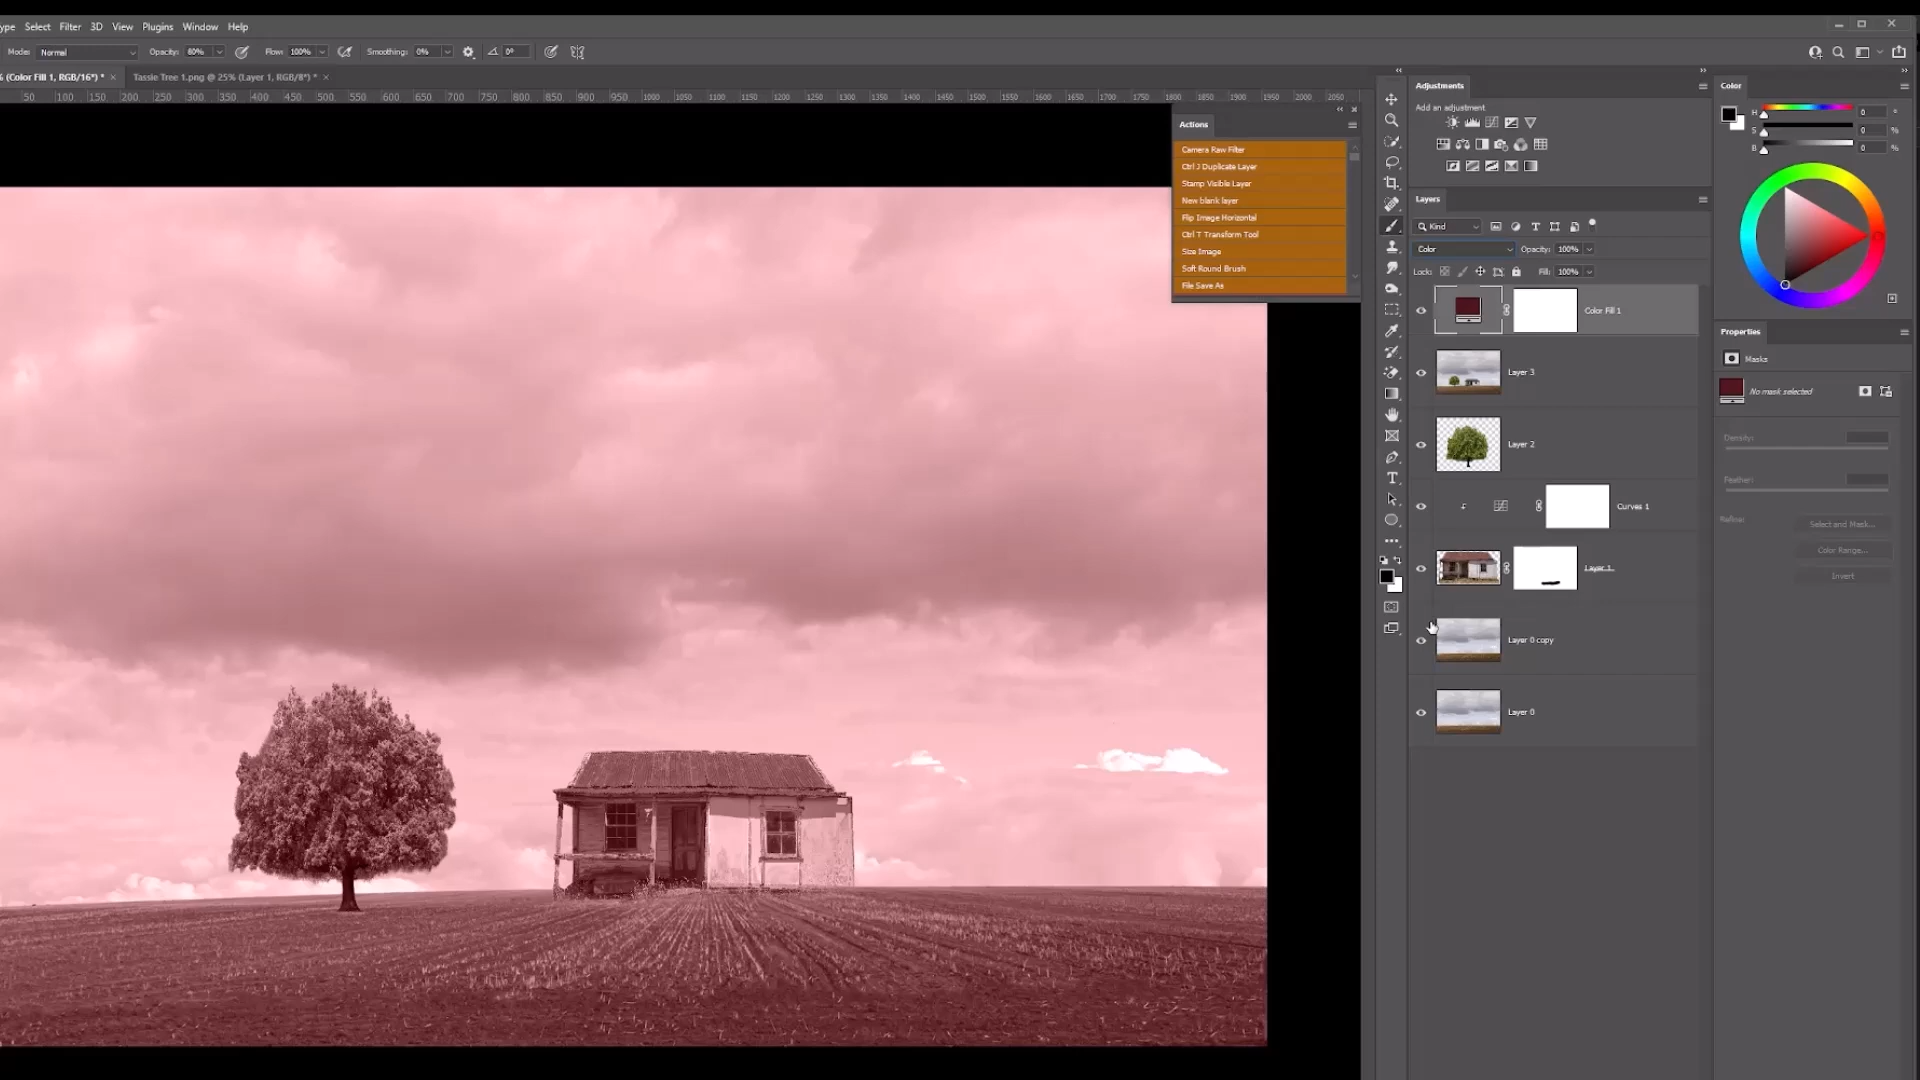 ype Select Filter 3D View Plugins Window Help
Mode: Normal Opacity: 60% Flow: 100% Smoothing: 0% 0°
% (Color Fill 1, RGB/16*) * × Tassie Tree 1.png @ 25% (Layer 1, RGB/8*) * ×
50 100 150 200 250 300 350 400 450 500 550 600 650 700 750 800 850 900 950 1000 1050 1100 1150 1200 1250 1300 1350 1400 1450 1500 1550 1600 1650 1700 1750 1800 1850 1900 1950 2000 2050
Actions
Camera Raw Filter
Ctrl J Duplicate Layer
Stamp Visible Layer
New blank layer
Flip Image Horizontal
Ctrl T Transform Tool
Size Image
Soft Round Brush
File Save As
Adjustments
Add an adjustment
Layers
Kind
Color Opacity: 100%
Lock: Fill: 100%
Color Fill 1
Layer 3
Layer 2
Curves 1
Layer 1
Layer 0 copy
Layer 0
Color
H 0 °
S 0 %
B 0 %
Properties
Masks
No mask selected
Density:
Feather:
Refine:
Select and Mask...
Color Range...
Invert